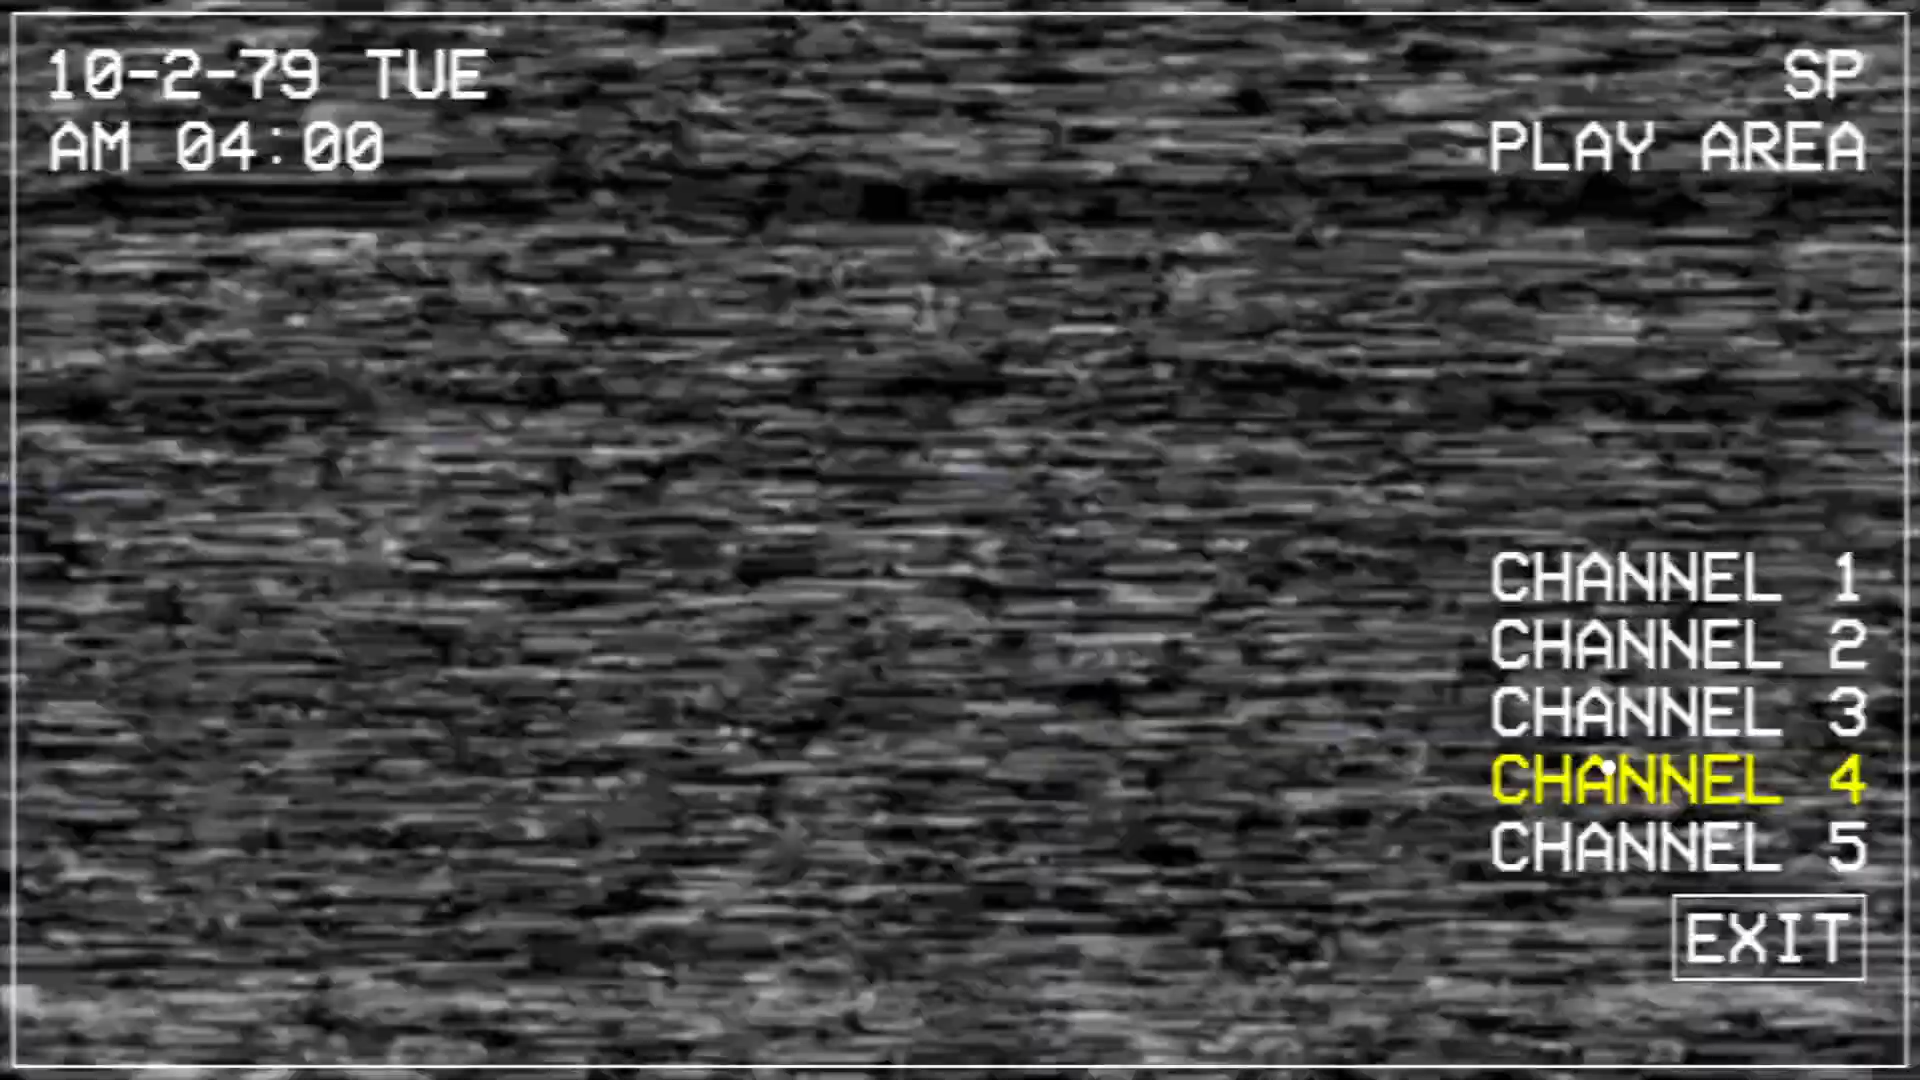 10-2-79 TUE
AM 04:00
SP
PLAY AREA
CHANNEL 1
CHANNEL 2
CHANNEL 3
CHANNEL 4
CHANNEL 5
EXIT